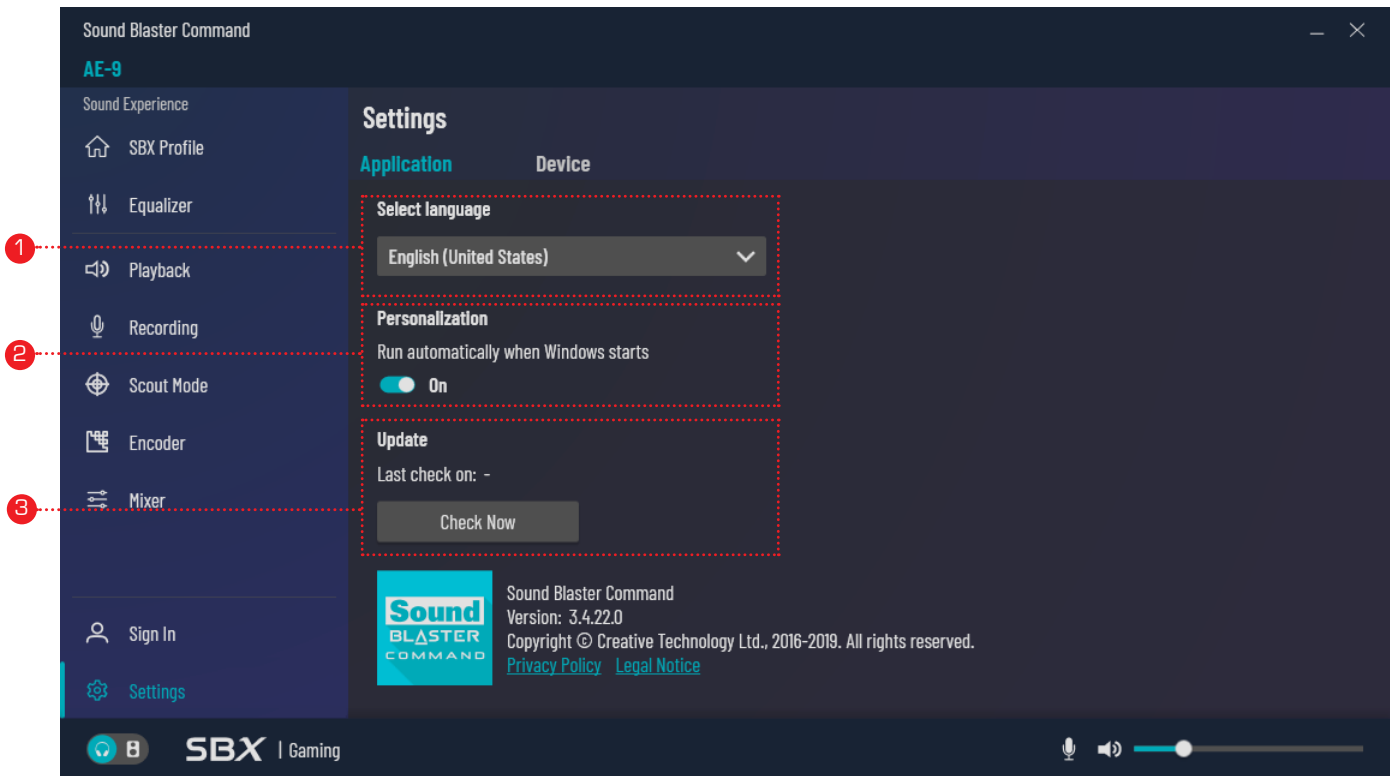 Sound Blaster Command
AE-9
Sound Experience
SBX Profile
Equalizer
Playback
Recording
Scout Mode
Encoder
Mixer
Sign In
Settings
Settings
Application Device
1
Select language
English (United States)
2
Personalization
Run automatically when Windows starts
On
3
Update
Last check on: -
Check Now
Sound
BLASTER
COMMAND
Sound Blaster Command
Version: 3.4.22.0
Copyright © Creative Technology Ltd., 2016-2019. All rights reserved.
Privacy Policy Legal Notice
SBX | Gaming